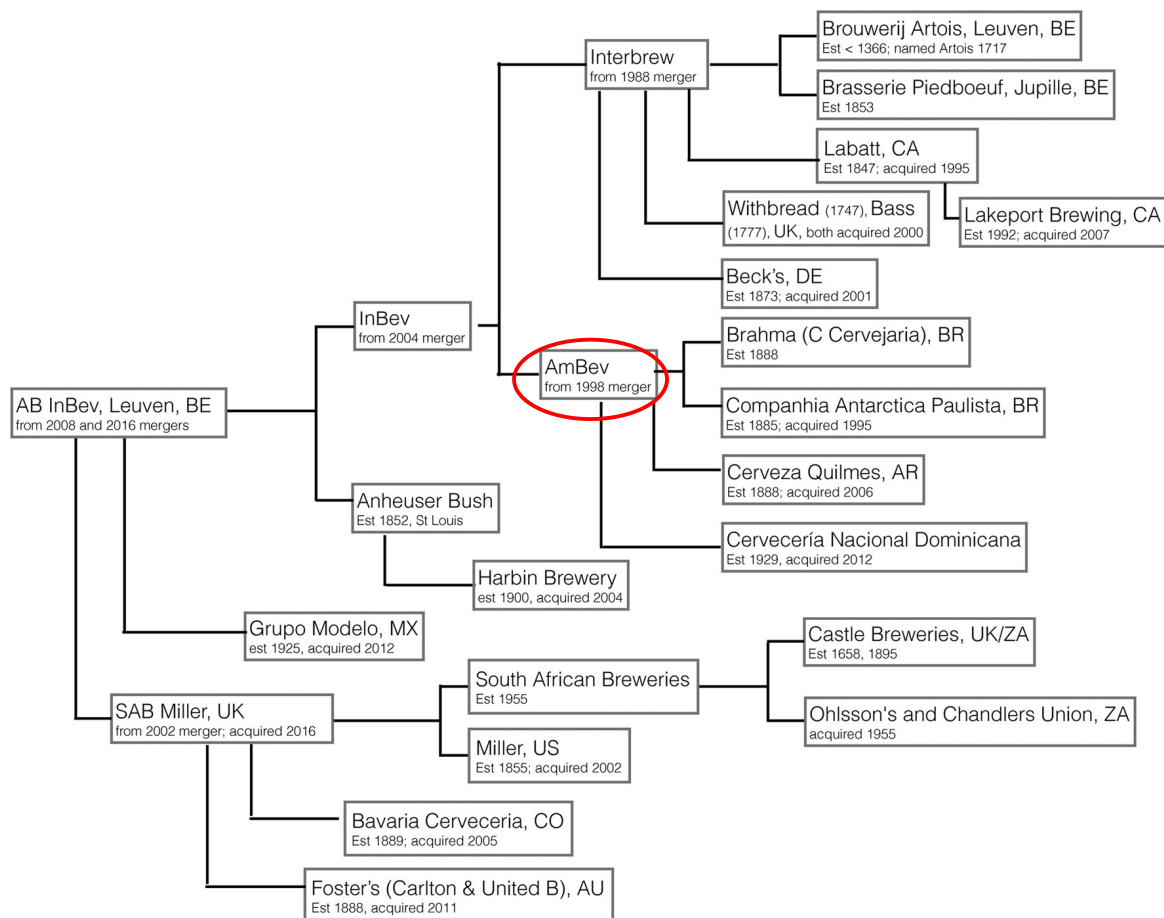 Brouwerij Artois, Leuven, BE
Est < 1366; named Artois 1717
Interbrew
from 1988 merger
Brasserie Piedboeuf, Jupille, BE
Est 1853
Labatt, CA
Est 1847; acquired 1995
Withbread (1747), Bass
(1777), UK, both acquired 2000
Lakeport Brewing, CA
Est 1992; acquired 2007
Beck's, DE
Est 1873; acquired 2001
InBev
from 2004 merger
Brahma (C Cervejaria), BR
Est 1888
AmBev
from 1998 merger
AB InBev, Leuven, BE
from 2008 and 2016 mergers
Companhia Antarctica Paulista, BR
Est 1885; acquired 1995
Cerveza Quilmes, AR
Est 1888; acquired 2006
Anheuser Bush
Est 1852, St Louis
Cervecería Nacional Dominicana
Est 1929, acquired 2012
Harbin Brewery
est 1900, acquired 2004
Grupo Modelo, MX
est 1925, acquired 2012
Castle Breweries, UK/ZA
Est 1658, 1895
South African Breweries
Est 1955
SAB Miller, UK
from 2002 merger; acquired 2016
Ohlsson's and Chandlers Union, ZA
acquired 1955
Miller, US
Est 1855; acquired 2002
Bavaria Cerveceria, CO
Est 1889; acquired 2005
Foster's (Carlton & United B), AU
Est 1888, acquired 2011